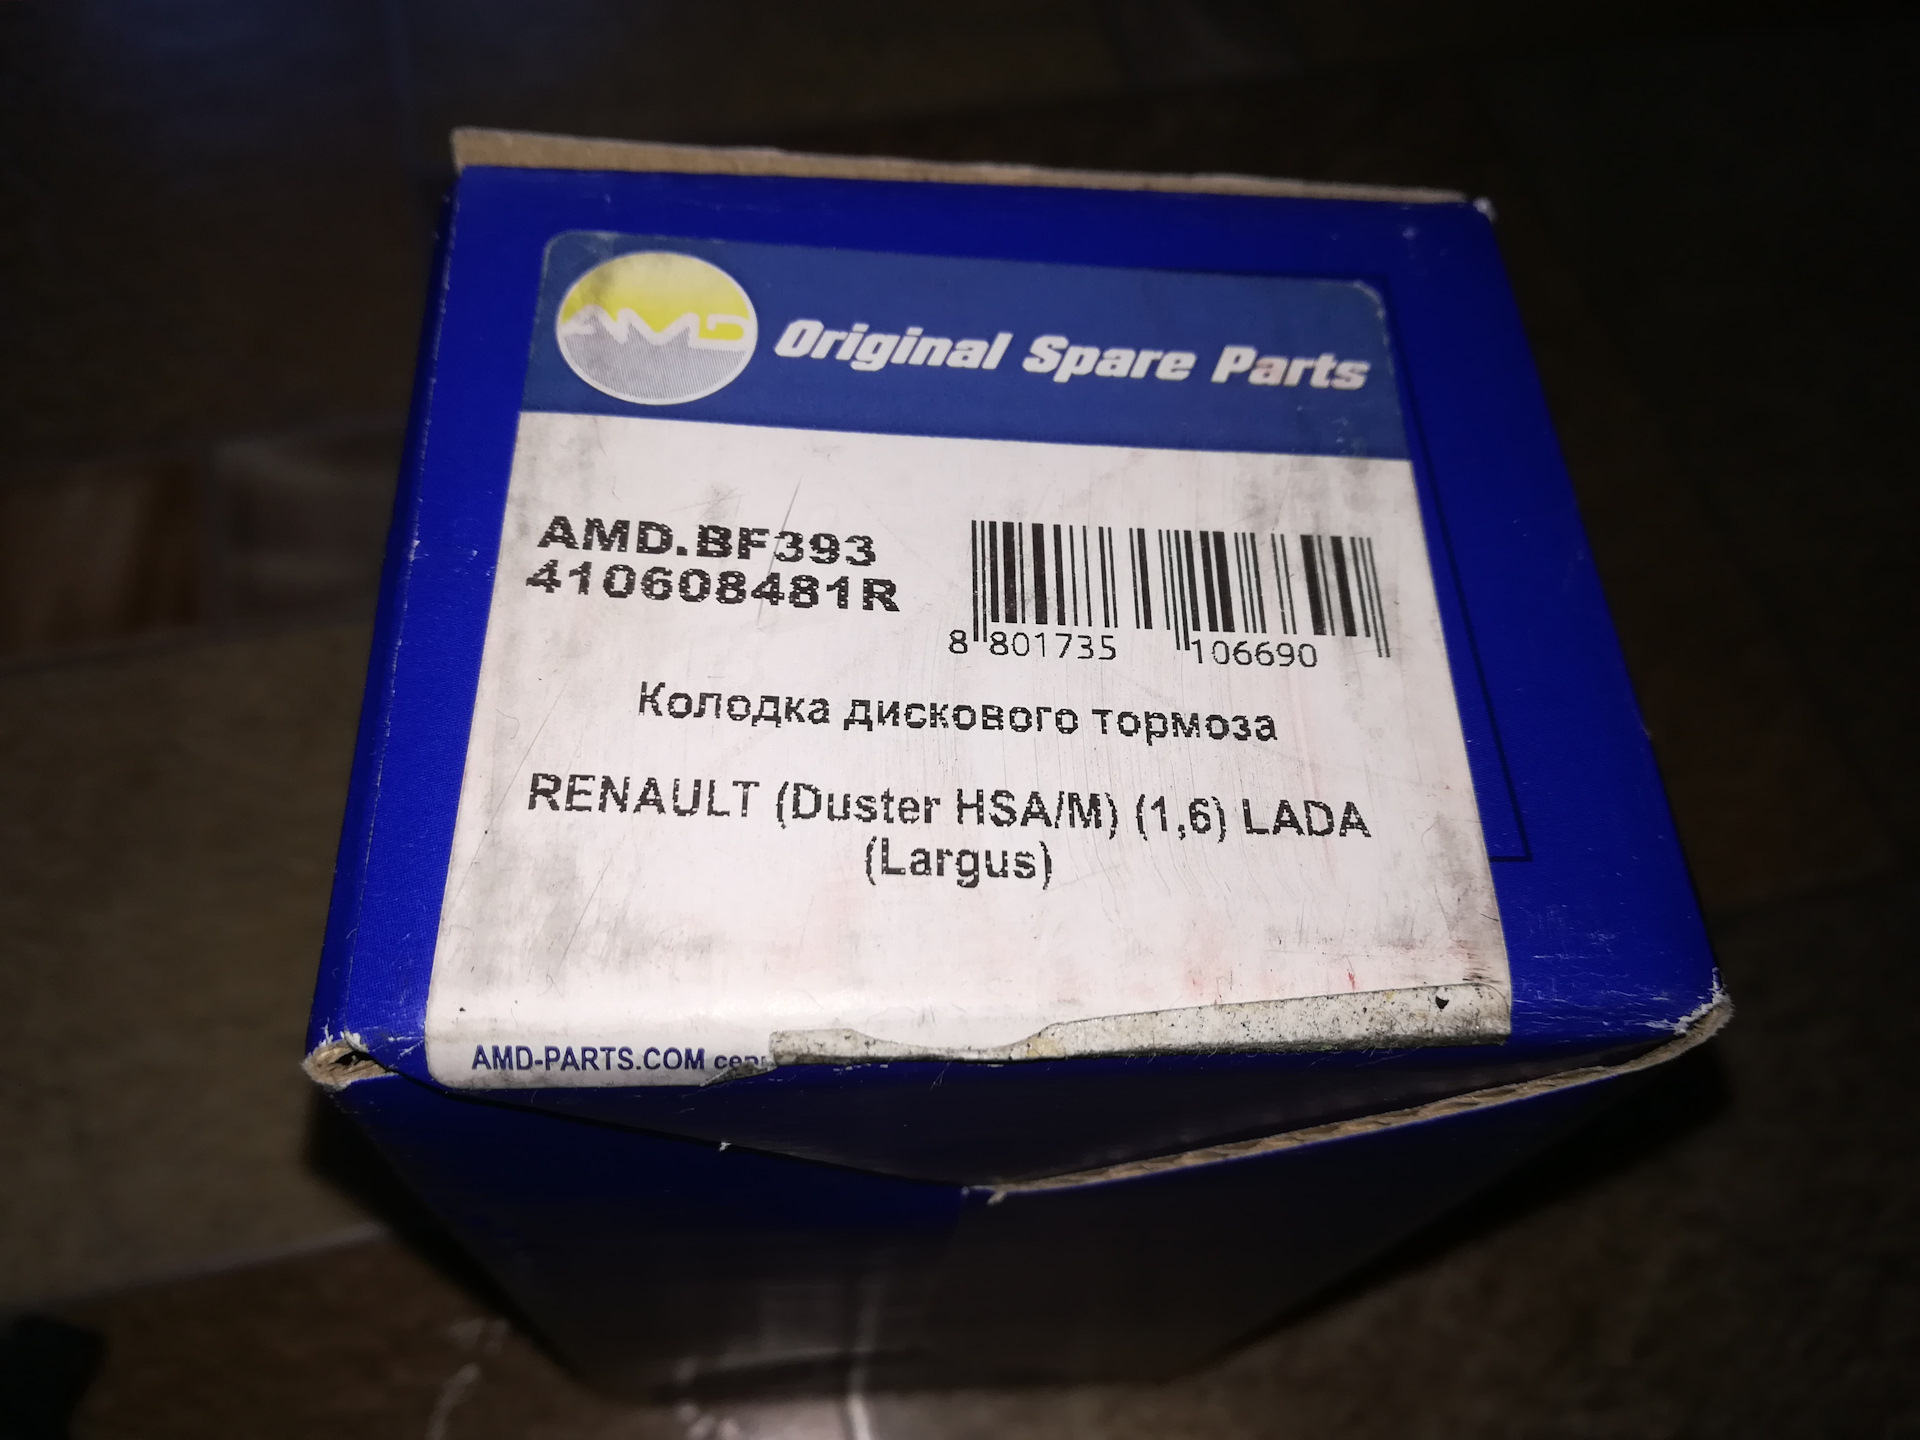 AMD Original Spare Parts
AMD.BF393
410608481R
8 801735 106690
Колодка дискового тормоза
RENAULT (Duster HSA/M) (1,6) LADA
(Largus)
AMD-PARTS.COM